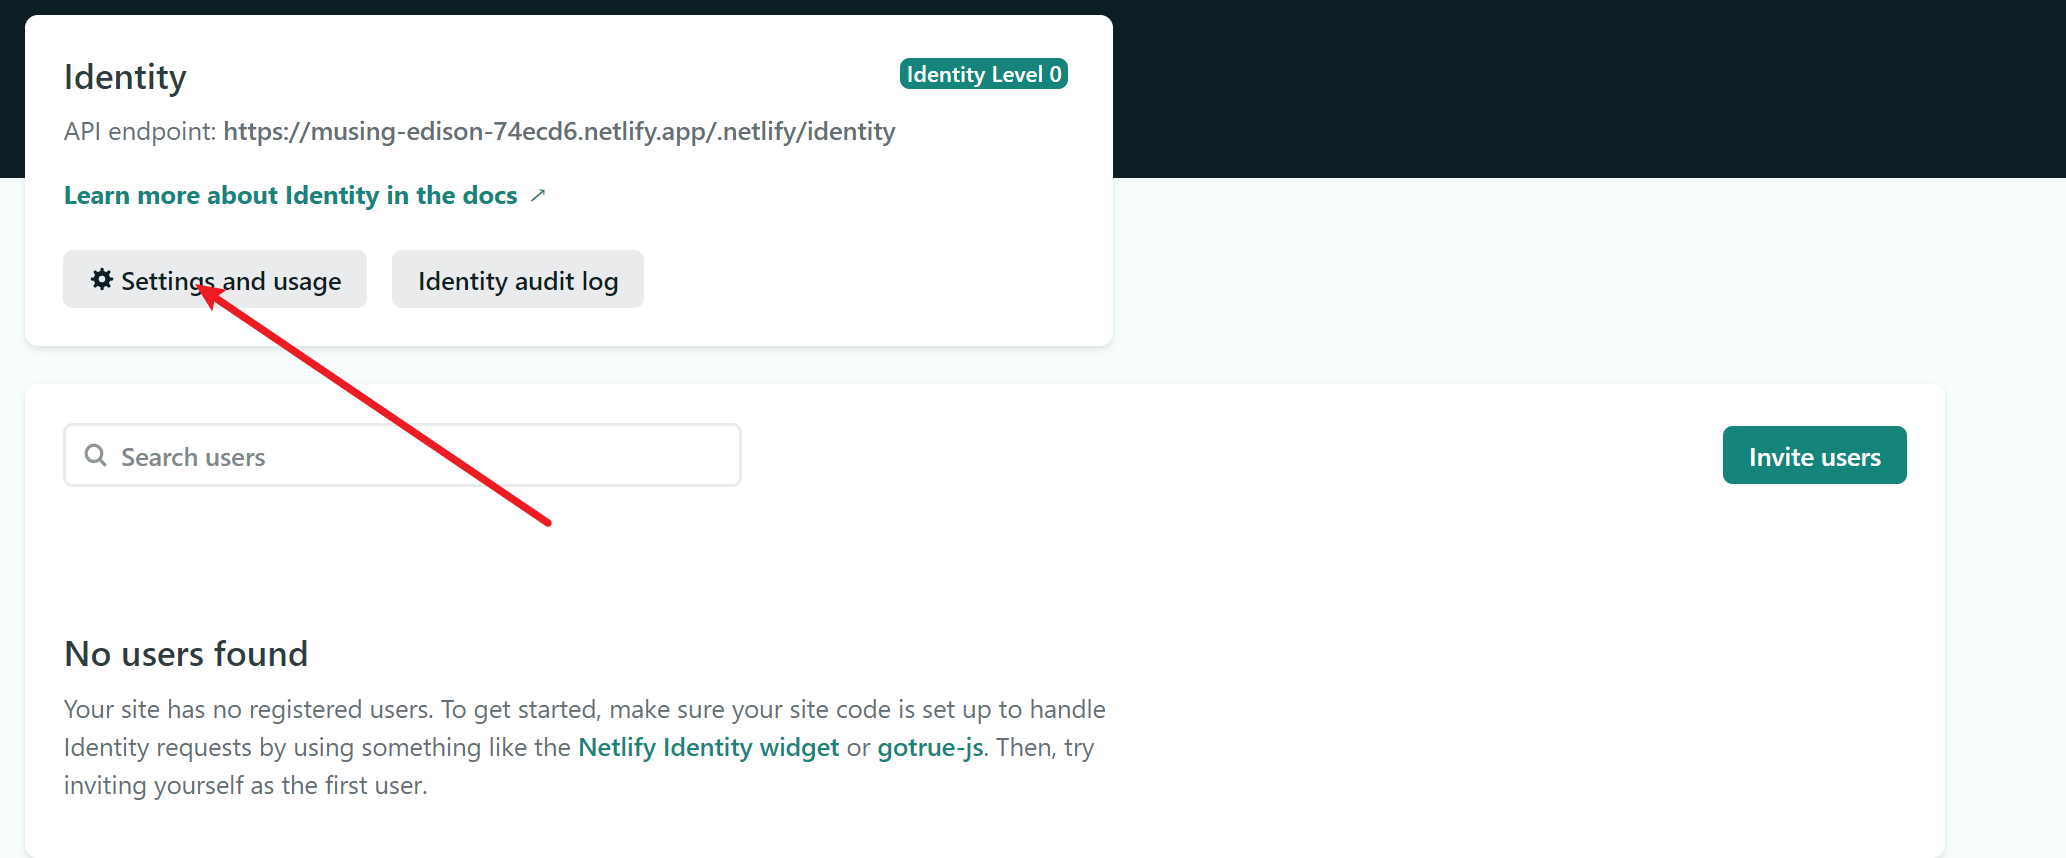 Identity
Identity Level 0
API endpoint: https://musing-edison-74ecd6.netlify.app/.netlify/identity
Learn more about Identity in the docs ↗
Settings and usage
Identity audit log
Search users
Invite users
No users found
Your site has no registered users. To get started, make sure your site code is set up to handle
Identity requests by using something like the Netlify Identity widget or gotrue-js. Then, try
inviting yourself as the first user.